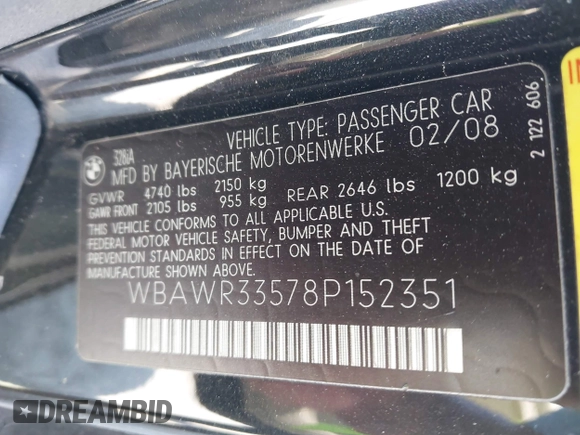 BMW
328iA
VEHICLE TYPE: PASSENGER CAR
MFD BY BAYERISCHE MOTORENWERKE 02/08
GVWR 4740 lbs 2150 kg
GAWR FRONT 2105 lbs 955 kg REAR 2646 lbs 1200 kg
THIS VEHICLE CONFORMS TO ALL APPLICABLE U.S.
FEDERAL MOTOR VEHICLE SAFETY, BUMPER AND THEFT
PREVENTION STANDARDS IN EFFECT ON THE DATE OF
MANUFACTURE SHOWN ABOVE.
WBAWR33578P152351
2 122 606
DREAMBID